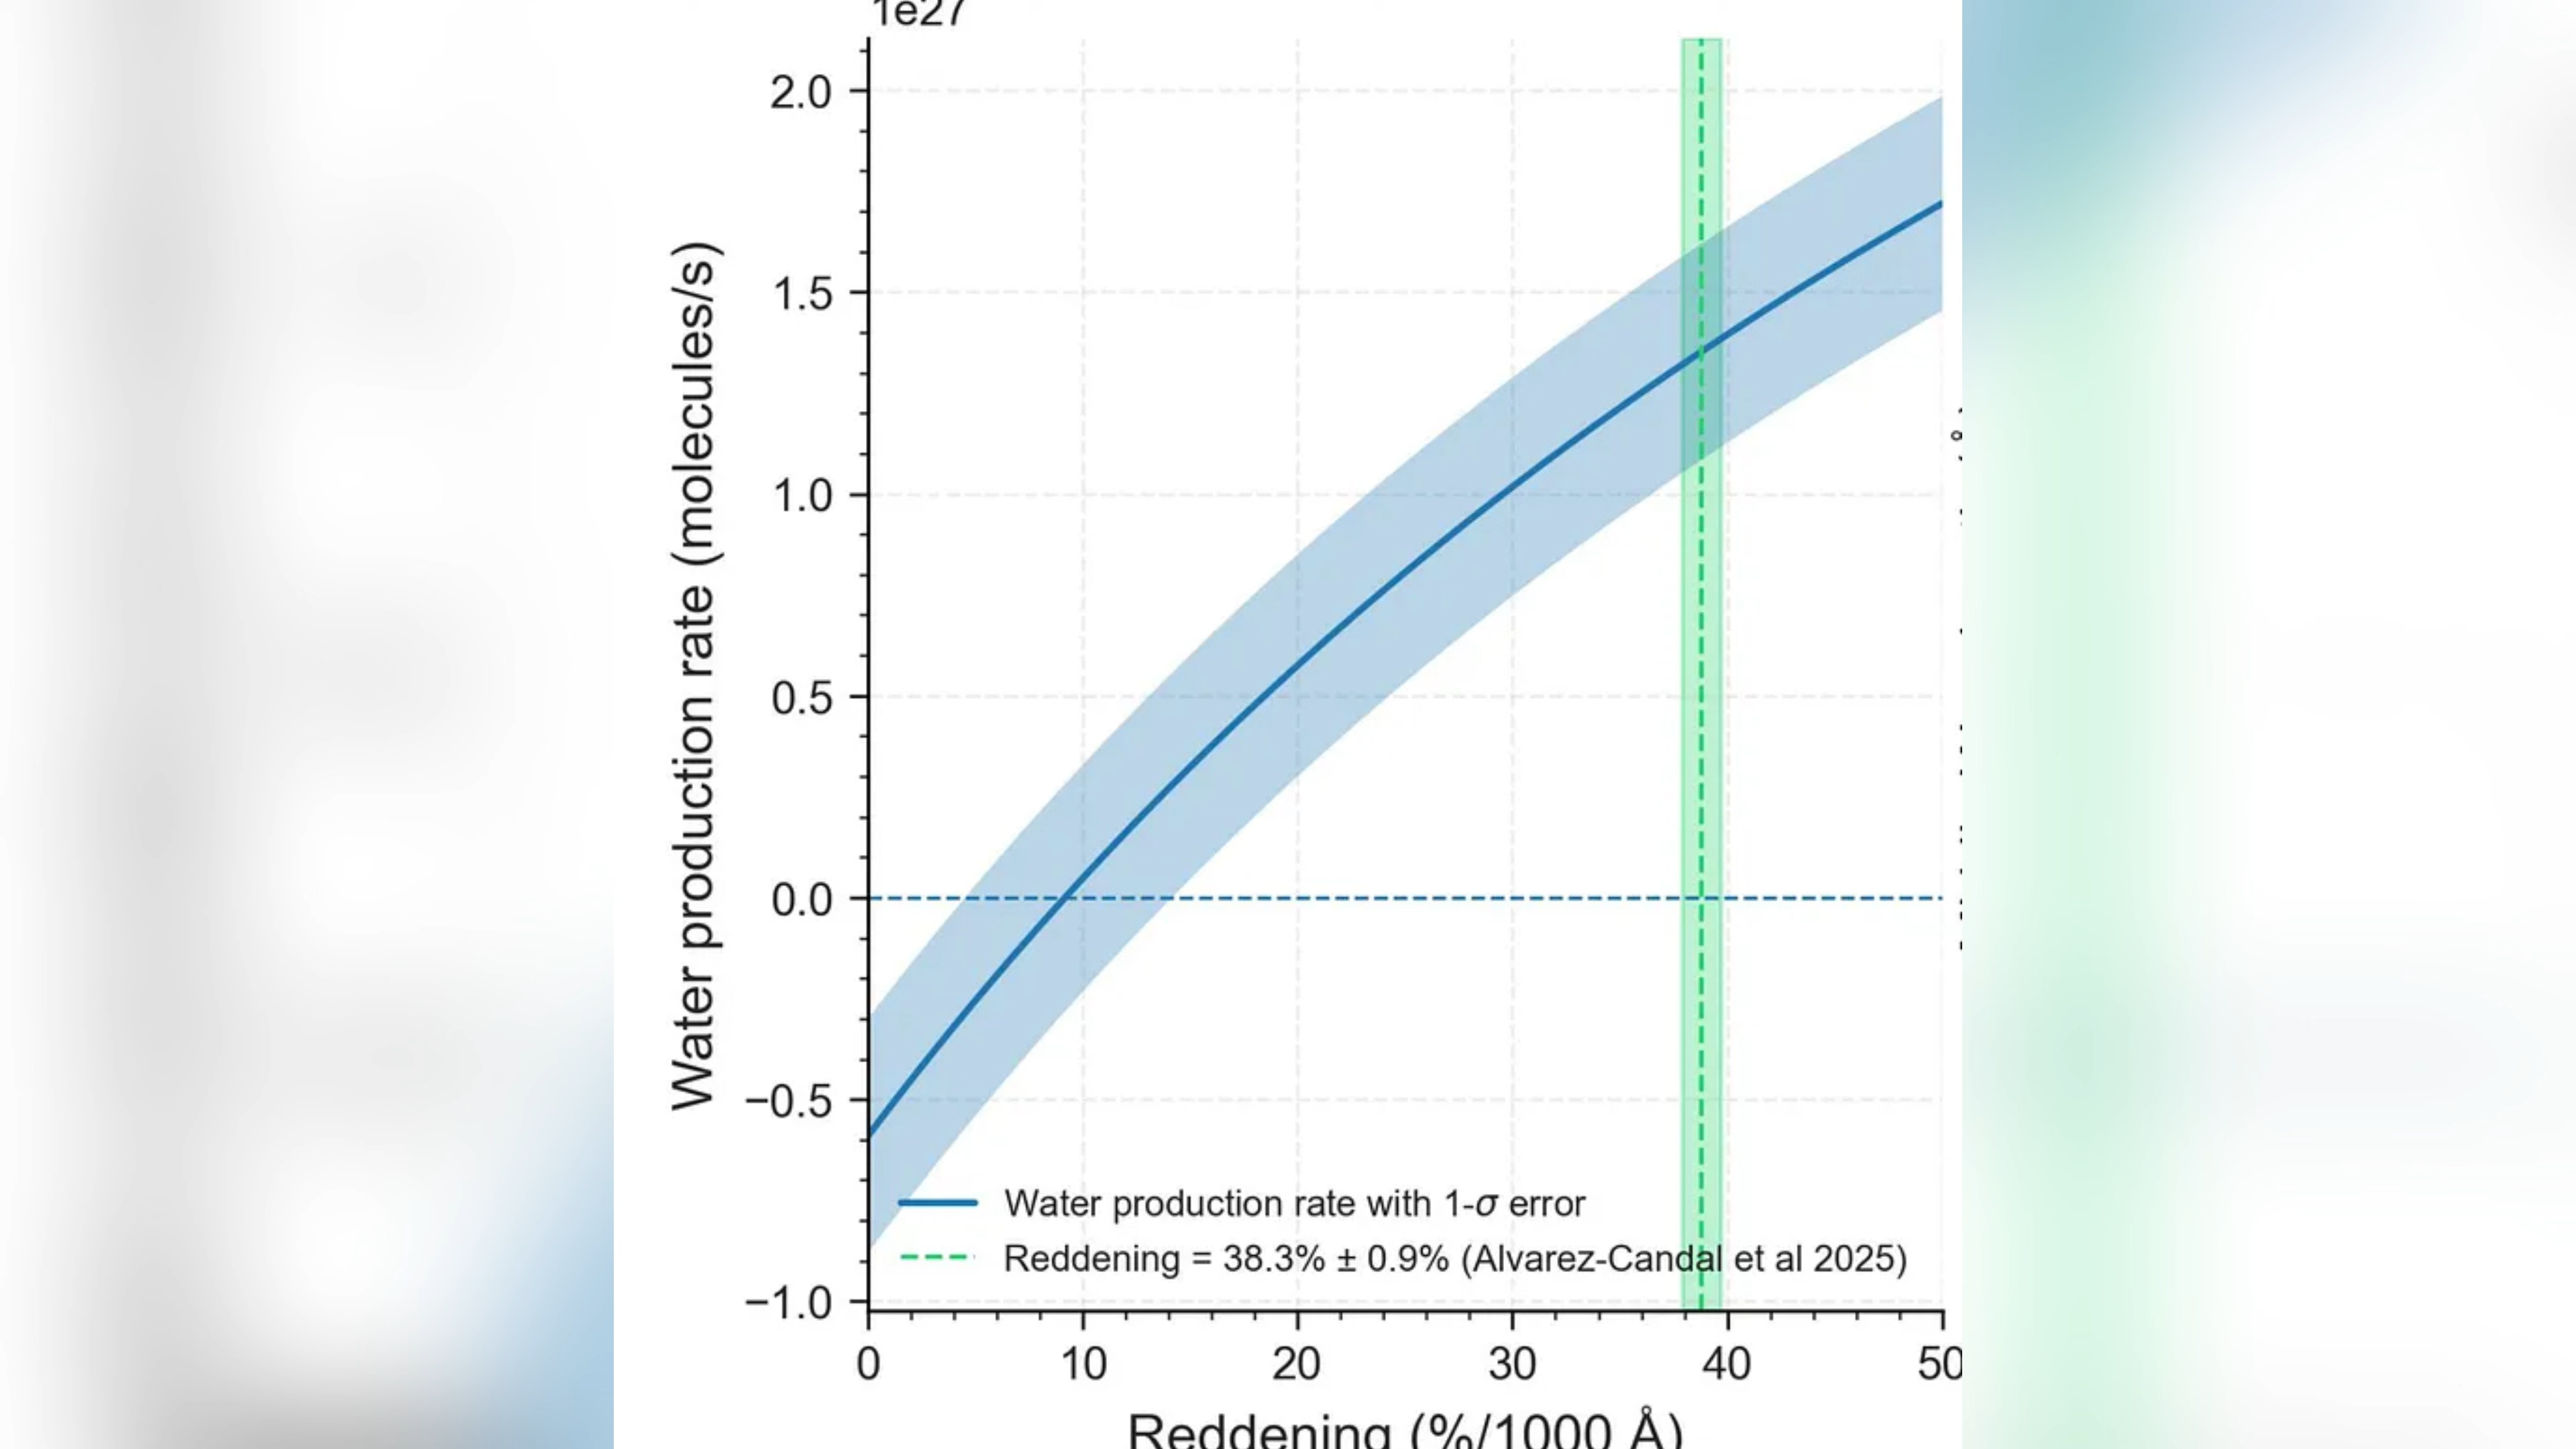 1e27
2.0
1.5
1.0
0.5
0.0
−0.5
−1.0
Water production rate (molecules/s)
Water production rate with 1-σ error
Reddening = 38.3% ± 0.9% (Alvarez-Candal et al 2025)
0 10 20 30 40 50
Reddening (%/1000 Å)